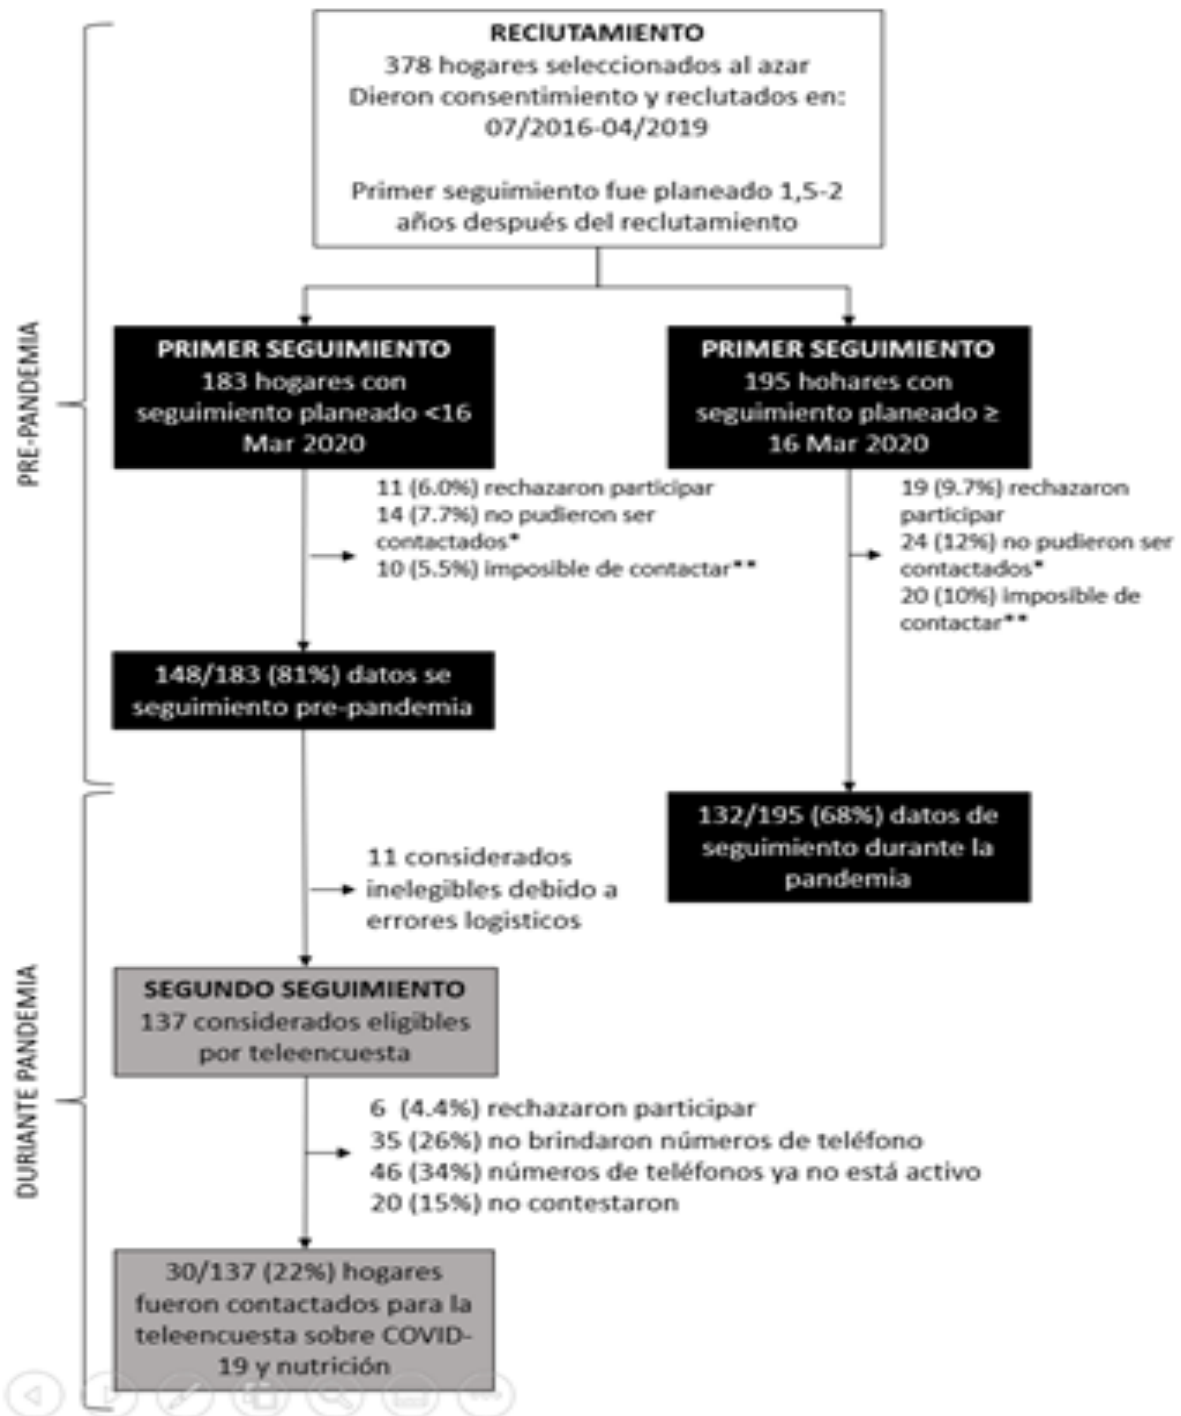 RECIUTAMIENTO
378 hogares seleccionados al azar
Dieron consentimiento y reclutados en:
07/2016-04/2019
Primer seguimiento fue planeado 1,5-2
años después del reclutamiento
PRE-PANDEMIA
PRIMER SEGUIMIENTO
183 hogares con
seguimiento planeado <16
Mar 2020
PRIMER SEGUIMIENTO
195 hohares con
seguimiento planeado ≥
16 Mar 2020
11 (6.0%) rechazaron participar
14 (7.7%) no pudieron ser
contactados*
10 (5.5%) imposible de contactar**
19 (9.7%) rechazaron
participar
24 (12%) no pudieron ser
contactados*
20 (10%) imposible de
contactar**
148/183 (81%) datos se
seguimiento pre-pandemia
132/195 (68%) datos de
seguimiento durante la
pandemia
11 considerados
inelegibles debido a
errores logisticos
DURIANTE PANDEMIA
SEGUNDO SEGUIMIENTO
137 considerados eligibles
por teleencuesta
6 (4.4%) rechazaron participar
35 (26%) no brindaron números de teléfono
46 (34%) números de teléfonos ya no está activo
20 (15%) no contestaron
30/137 (22%) hogares
fueron contactados para la
teleencuesta sobre COVID-
19 y nutrición